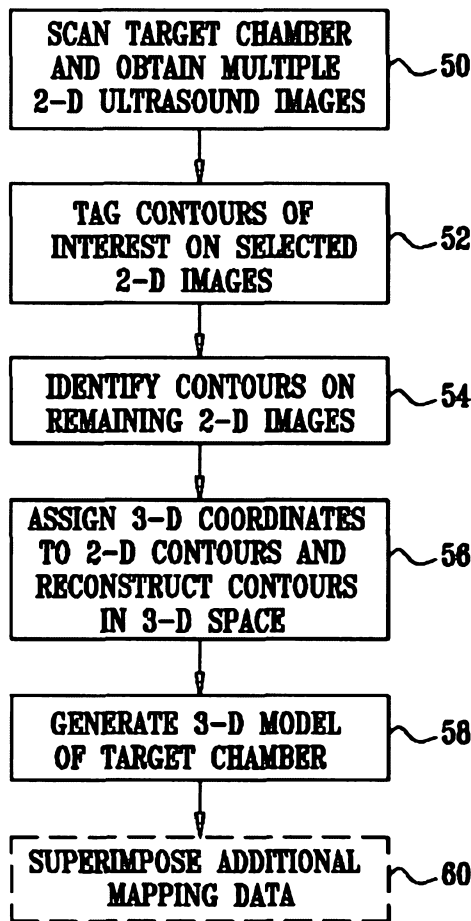 SCAN TARGET CHAMBER
AND OBTAIN MULTIPLE
2-D ULTRASOUND IMAGES
50
TAG CONTOURS OF
INTEREST ON SELECTED
2-D IMAGES
52
IDENTIFY CONTOURS ON
REMAINING 2-D IMAGES
54
ASSIGN 3-D COORDINATES
TO 2-D CONTOURS AND
RECONSTRUCT CONTOURS
IN 3-D SPACE
56
GENERATE 3-D MODEL
OF TARGET CHAMBER
58
SUPERIMPOSE ADDITIONAL
MAPPING DATA
60